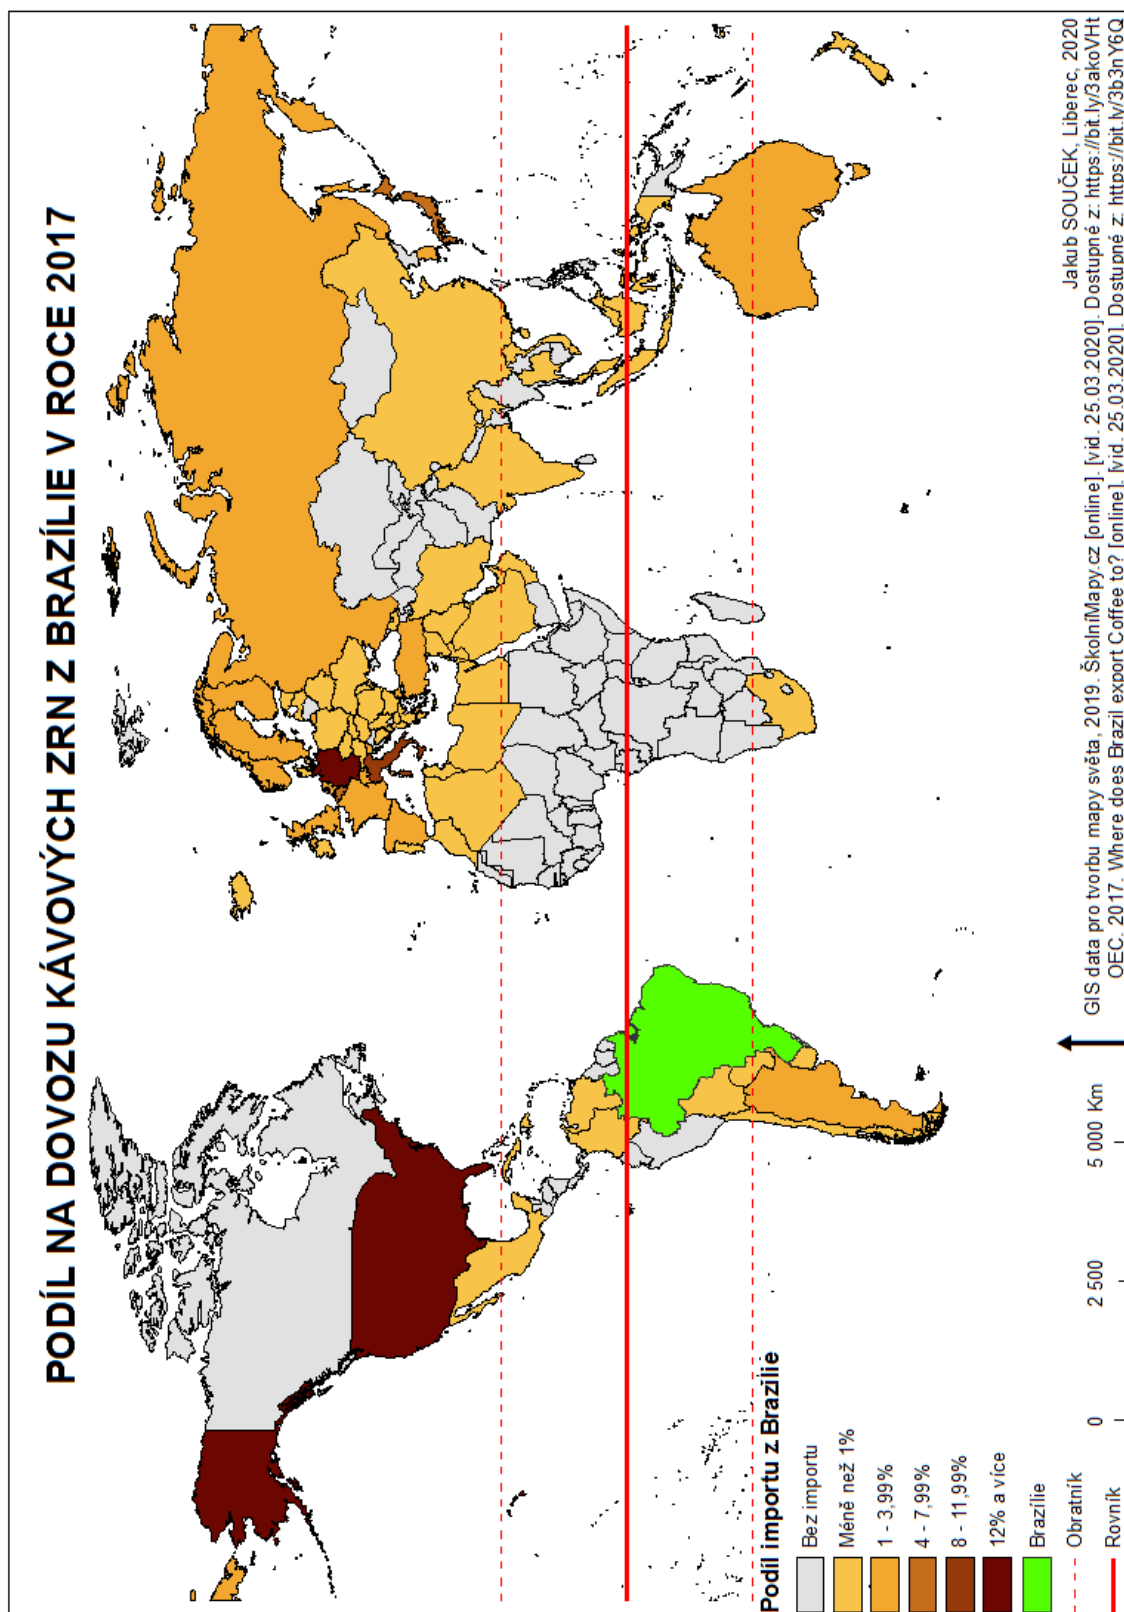 PODÍL NA DOVOZU KÁVOVÝCH ZRN Z BRAZÍLIE V ROCE 2017
Podíl importu z Brazílie
Bez importu
Méně než 1%
1 - 3,99%
4 - 7,99%
8 - 11,99%
12% a více
Brazílie
Obratník
Rovník
0 2 500 5 000 Km
Jakub SOUČEK, Liberec, 2020
GIS data pro tvorbu mapy světa, 2019. ŠkolníMapy.cz [online]. [vid. 25.03.2020]. Dostupné z: https://bit.ly/3akoVHt
OEC. 2017. Where does Brazil export Coffee to? [online]. [vid. 25.03.2020]. Dostupné z: https://bit.ly/3b3nY6Q